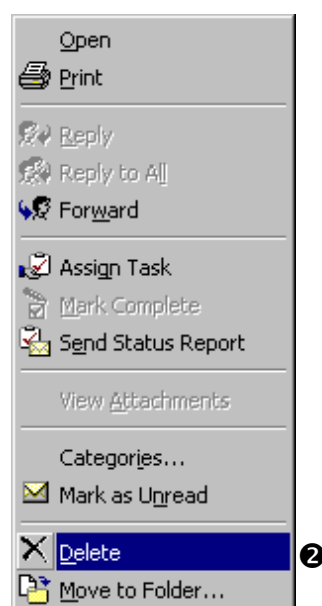 Open
Print
Reply
Reply to All
Forward
Assign Task
Mark Complete
Send Status Report
View Attachments
Categories...
Mark as Unread
Delete ❷
Move to Folder...